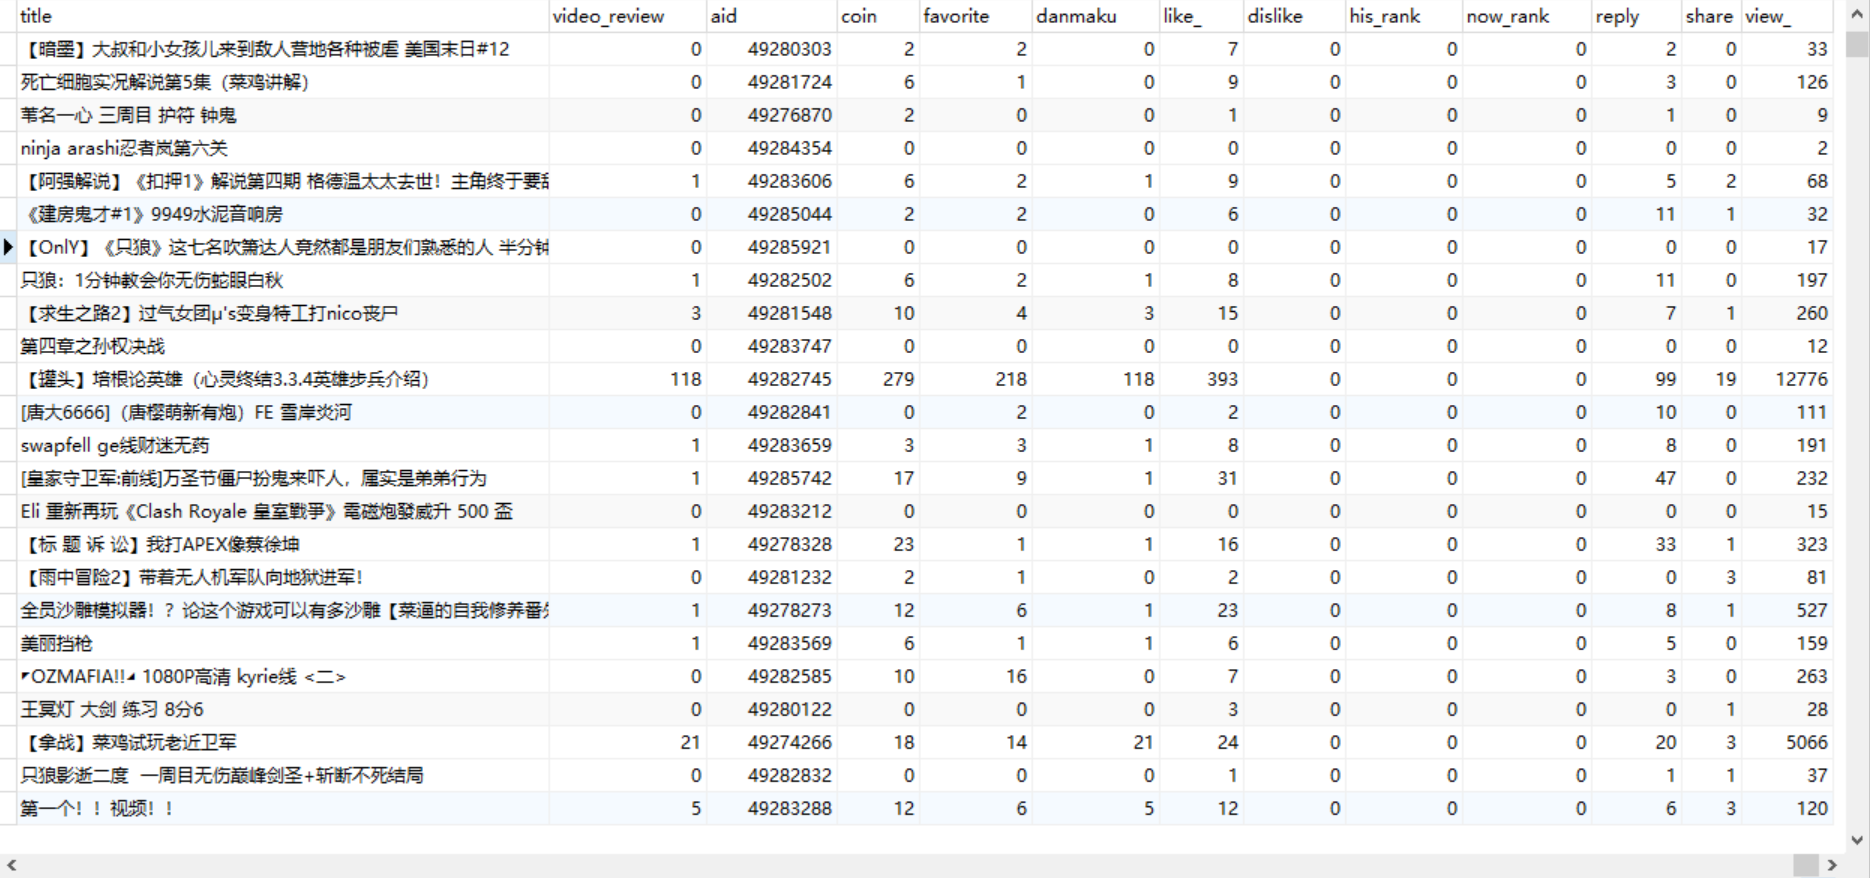 title video_review aid coin favorite danmaku like_ dislike his_rank now_rank reply share view_
【暗墨】大叔和小女孩儿来到敌人营地各种被虐 美国末日#12 0 49280303 2 2 0 7 0 0 0 2 0 33
死亡细胞实况解说第5集（菜鸡讲解） 0 49281724 6 1 0 9 0 0 0 3 0 126
苇名一心 三周目 护符 钟鬼 0 49276870 2 0 0 1 0 0 0 1 0 9
ninja arashi忍者岚第六关 0 49284354 0 0 0 0 0 0 0 0 0 2
【阿强解说】《扣押1》解说第四期 格德温太太去世！主角终于要 1 49283606 6 2 1 9 0 0 0 5 2 68
《建房鬼才#1》9949水泥音响房 0 49285044 2 2 0 6 0 0 0 11 1 32
【OnlY】《只狼》这七名吹箫达人竟然都是朋友们熟悉的人 半分钟 0 49285921 0 0 0 0 0 0 0 0 0 17
只狼：1分钟教会你无伤蛇眼白秋 1 49282502 6 2 1 8 0 0 0 11 0 197
【求生之路2】过气女团μ's变身特工打nico丧尸 3 49281548 10 4 3 15 0 0 0 7 1 260
第四章之孙权决战 0 49283747 0 0 0 0 0 0 0 0 0 12
【罐头】培根论英雄（心灵终结3.3.4英雄步兵介绍） 118 49282745 279 218 118 393 0 0 0 99 19 12776
[唐大6666]（唐樱萌新有炮）FE 雪岸炎河 0 49282841 0 2 0 2 0 0 0 10 0 111
swapfell ge线财迷无药 1 49283659 3 3 1 8 0 0 0 8 0 191
[皇家守卫军:前线]万圣节僵尸扮鬼来吓人，属实是弟弟行为 1 49285742 17 9 1 31 0 0 0 47 0 232
Eli 重新再玩《Clash Royale 皇室戰爭》電磁炮發威升 500 盃 0 49283212 0 0 0 0 0 0 0 0 0 15
【标 题 诉 讼】我打APEX像蔡徐坤 1 49278328 23 1 1 16 0 0 0 33 1 323
【雨中冒险2】带着无人机军队向地狱进军！ 0 49281232 2 1 0 2 0 0 0 0 3 81
全员沙雕模拟器！？论这个游戏可以有多沙雕【菜逼的自我修养番 1 49278273 12 6 1 23 0 0 0 8 1 527
美丽挡枪 1 49283569 6 1 1 6 0 0 0 5 0 159
◤OZMAFIA!!◢ 1080P高清 kyrie线 <二> 0 49282585 10 16 0 7 0 0 0 3 0 263
王冥灯 大剑 练习 8分6 0 49280122 0 0 0 3 0 0 0 0 1 28
【拿战】菜鸡试玩老近卫军 21 49274266 18 14 21 24 0 0 0 20 3 5066
只狼影逝二度 一周目无伤巅峰剑圣+斩断不死结局 0 49282832 0 0 0 1 0 0 0 1 1 37
第一个！！视频！！ 5 49283288 12 6 5 12 0 0 0 6 3 120